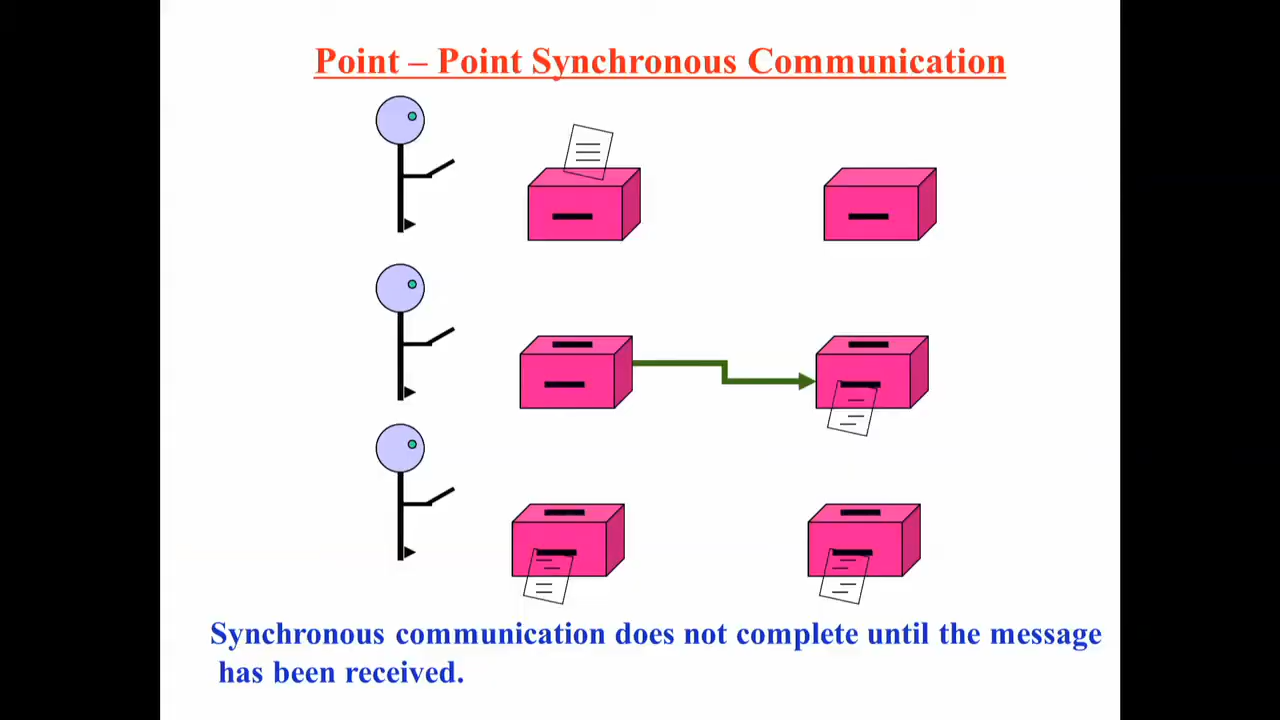 Point – Point Synchronous Communication
Synchronous communication does not complete until the message
has been received.